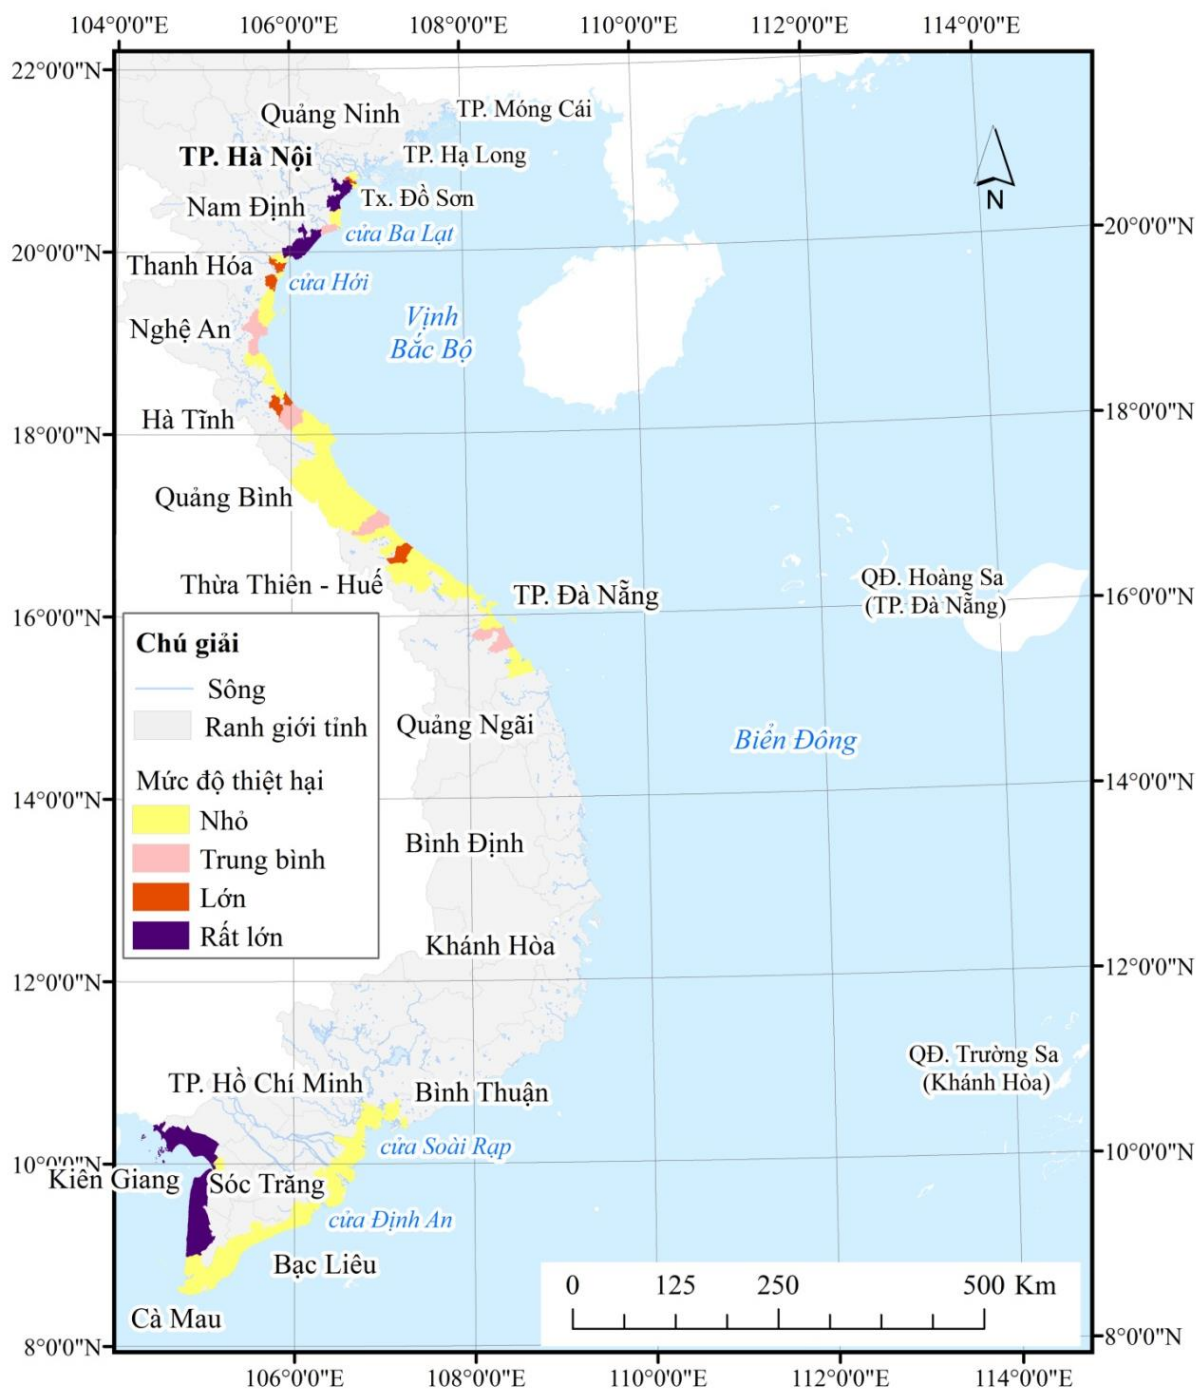 104°0'0"E 106°0'0"E 108°0'0"E 110°0'0"E 112°0'0"E 114°0'0"E
22°0'0"N
Quảng Ninh
TP. Móng Cái
TP. Hà Nội
TP. Hạ Long
Tx. Đồ Sơn
Nam Định
cửa Ba Lạt
20°0'0"N
20°0'0"N
Thanh Hóa
cửa Hới
Vịnh
Bắc Bộ
Nghệ An
Hà Tĩnh
18°0'0"N
18°0'0"N
Quảng Bình
Thừa Thiên - Huế
TP. Đà Nẵng
QĐ. Hoàng Sa
(TP. Đà Nẵng)
16°0'0"N
16°0'0"N
Chú giải
Sông
Ranh giới tỉnh
Mức độ thiệt hại
Nhỏ
Trung bình
Lớn
Rất lớn
Quảng Ngãi
Biển Đông
14°0'0"N
14°0'0"N
Bình Định
Khánh Hòa
12°0'0"N
12°0'0"N
QĐ. Trường Sa
(Khánh Hòa)
TP. Hồ Chí Minh
Bình Thuận
cửa Soài Rạp
10°0'0"N
10°0'0"N
Kiên Giang
Sóc Trăng
cửa Định An
Bạc Liêu
Cà Mau
0 125 250 500 Km
8°0'0"N
8°0'0"N
106°0'0"E 108°0'0"E 110°0'0"E 112°0'0"E 114°0'0"E
N